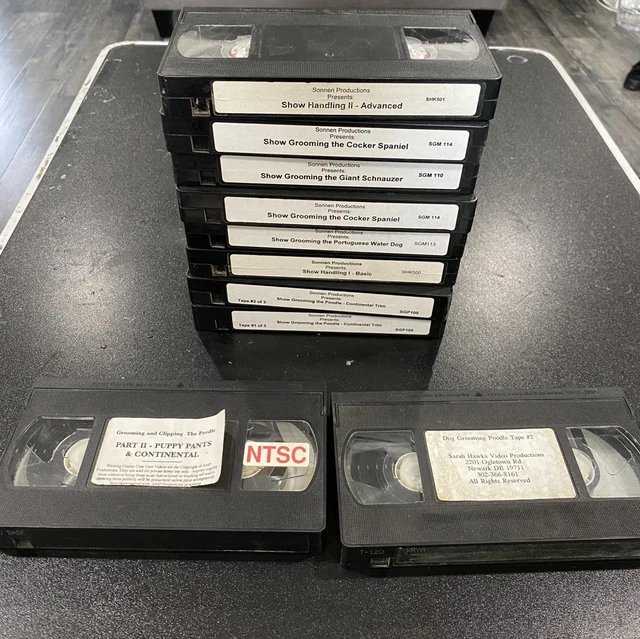 Sonnen Productions
Presents:
Show Handling II - Advanced
SHK501
Sonnen Productions
Presents:
Show Grooming the Cocker Spaniel
SGM 114
Sonnen Productions
Presents:
Show Grooming the Giant Schnauzer
SGM 110
Sonnen Productions
Presents:
Show Grooming the Cocker Spaniel
SGM 114
Sonnen Productions
Presents:
Show Grooming the Portuguese Water Dog
SGM113
Sonnen Productions
Presents:
Show Handling I - Basic
SHK500
Sonnen Productions
Presents:
Tape #2 of 3
Show Grooming the Poodle - Continental Trim
SGP100
Sonnen Productions
Presents:
Tape #1 of 3
Show Grooming the Poodle - Continental Trim
SGP100
Grooming and Clipping The Poodle
PART II - PUPPY PANTS
& CONTINENTAL
NTSC
Dog Grooming Poodle Tape #2
Sarah Hawks Video Productions
2201 Ogletown Rd.
Newark DE 19711
302-366-8161
All Rights Reserved
T-120